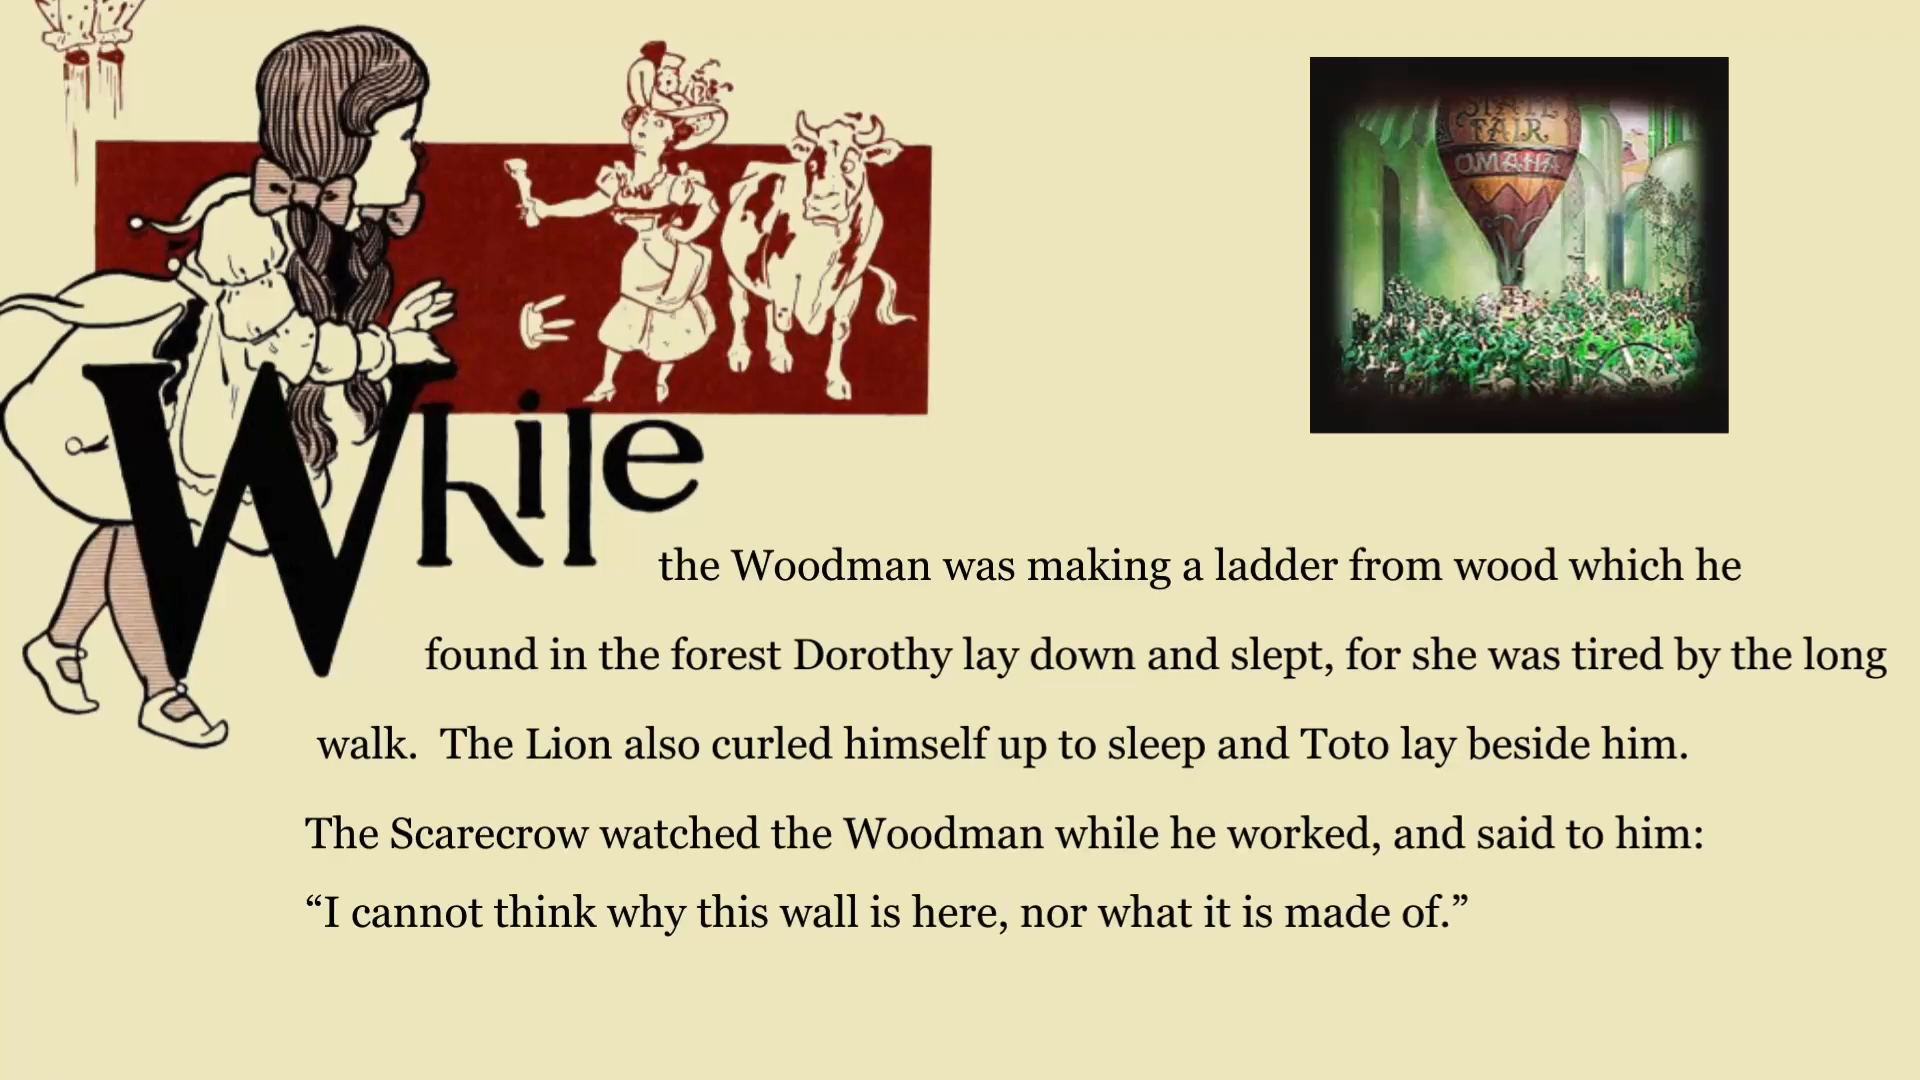 STATE
FAIR
OMAHA
While
the Woodman was making a ladder from wood which he
found in the forest Dorothy lay down and slept, for she was tired by the long
walk.  The Lion also curled himself up to sleep and Toto lay beside him.
The Scarecrow watched the Woodman while he worked, and said to him:
“I cannot think why this wall is here, nor what it is made of.”